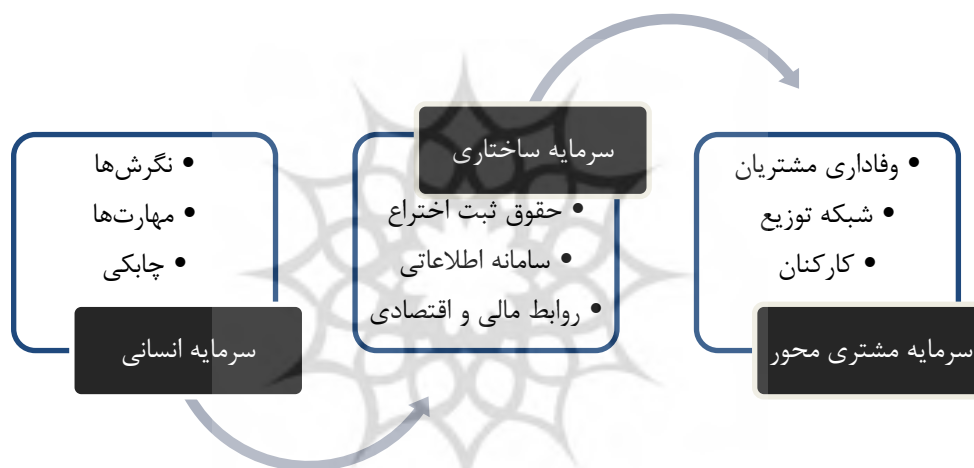 • وفاداری مشتریان
• شبکه توزیع
• کارکنان
سرمایه مشتری محور
سرمایه ساختاری
• حقوق ثبت اختراع
• سامانه اطلاعاتی
• روابط مالی و اقتصادی
• نگرش‌ها
• مهارت‌ها
• چابکی
سرمایه انسانی